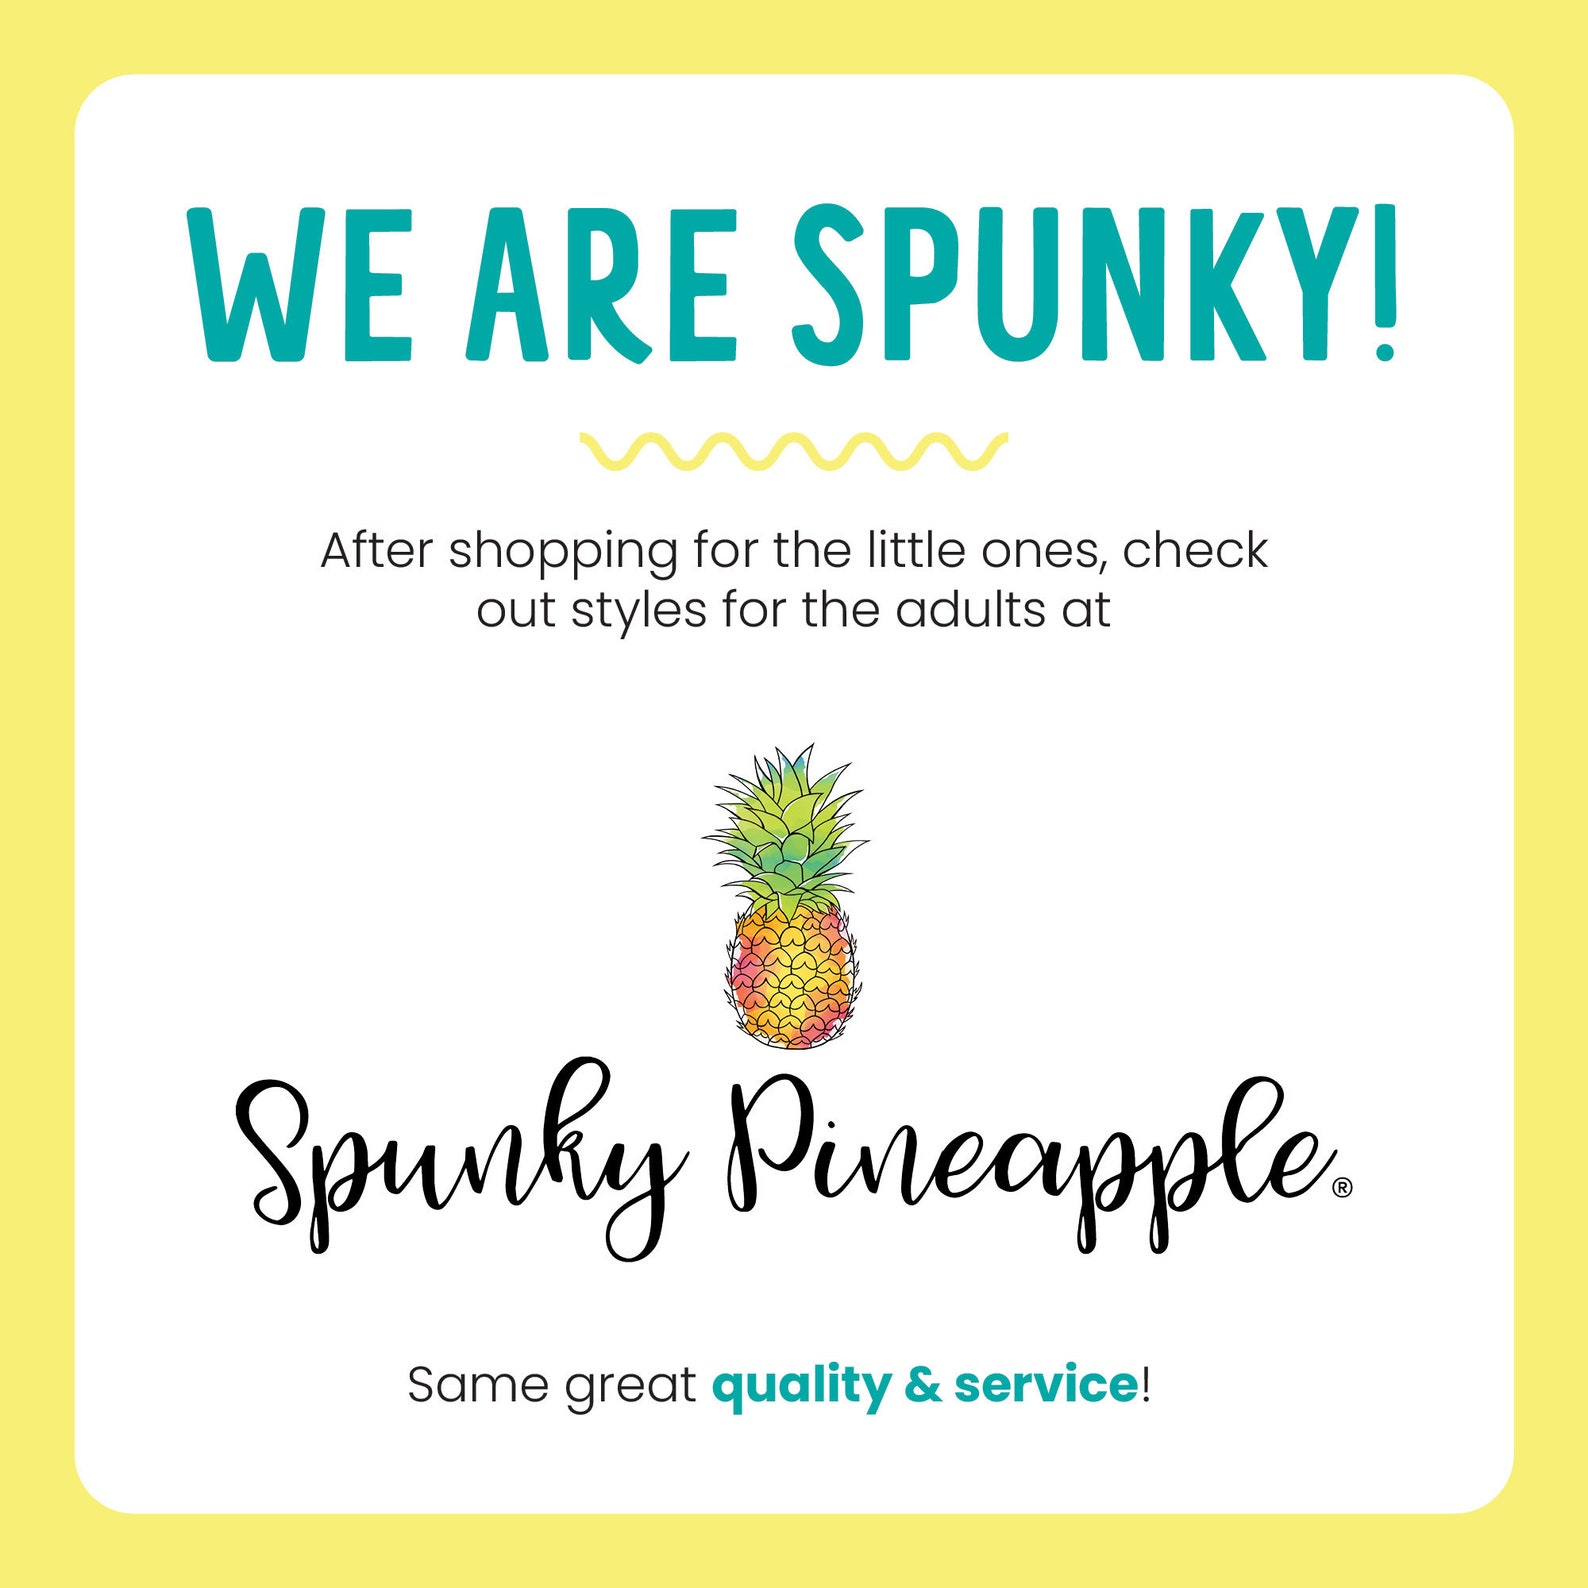 WE ARE SPUNKY!
After shopping for the little ones, check
out styles for the adults at
Spunky Pineapple®
Same great quality & service!